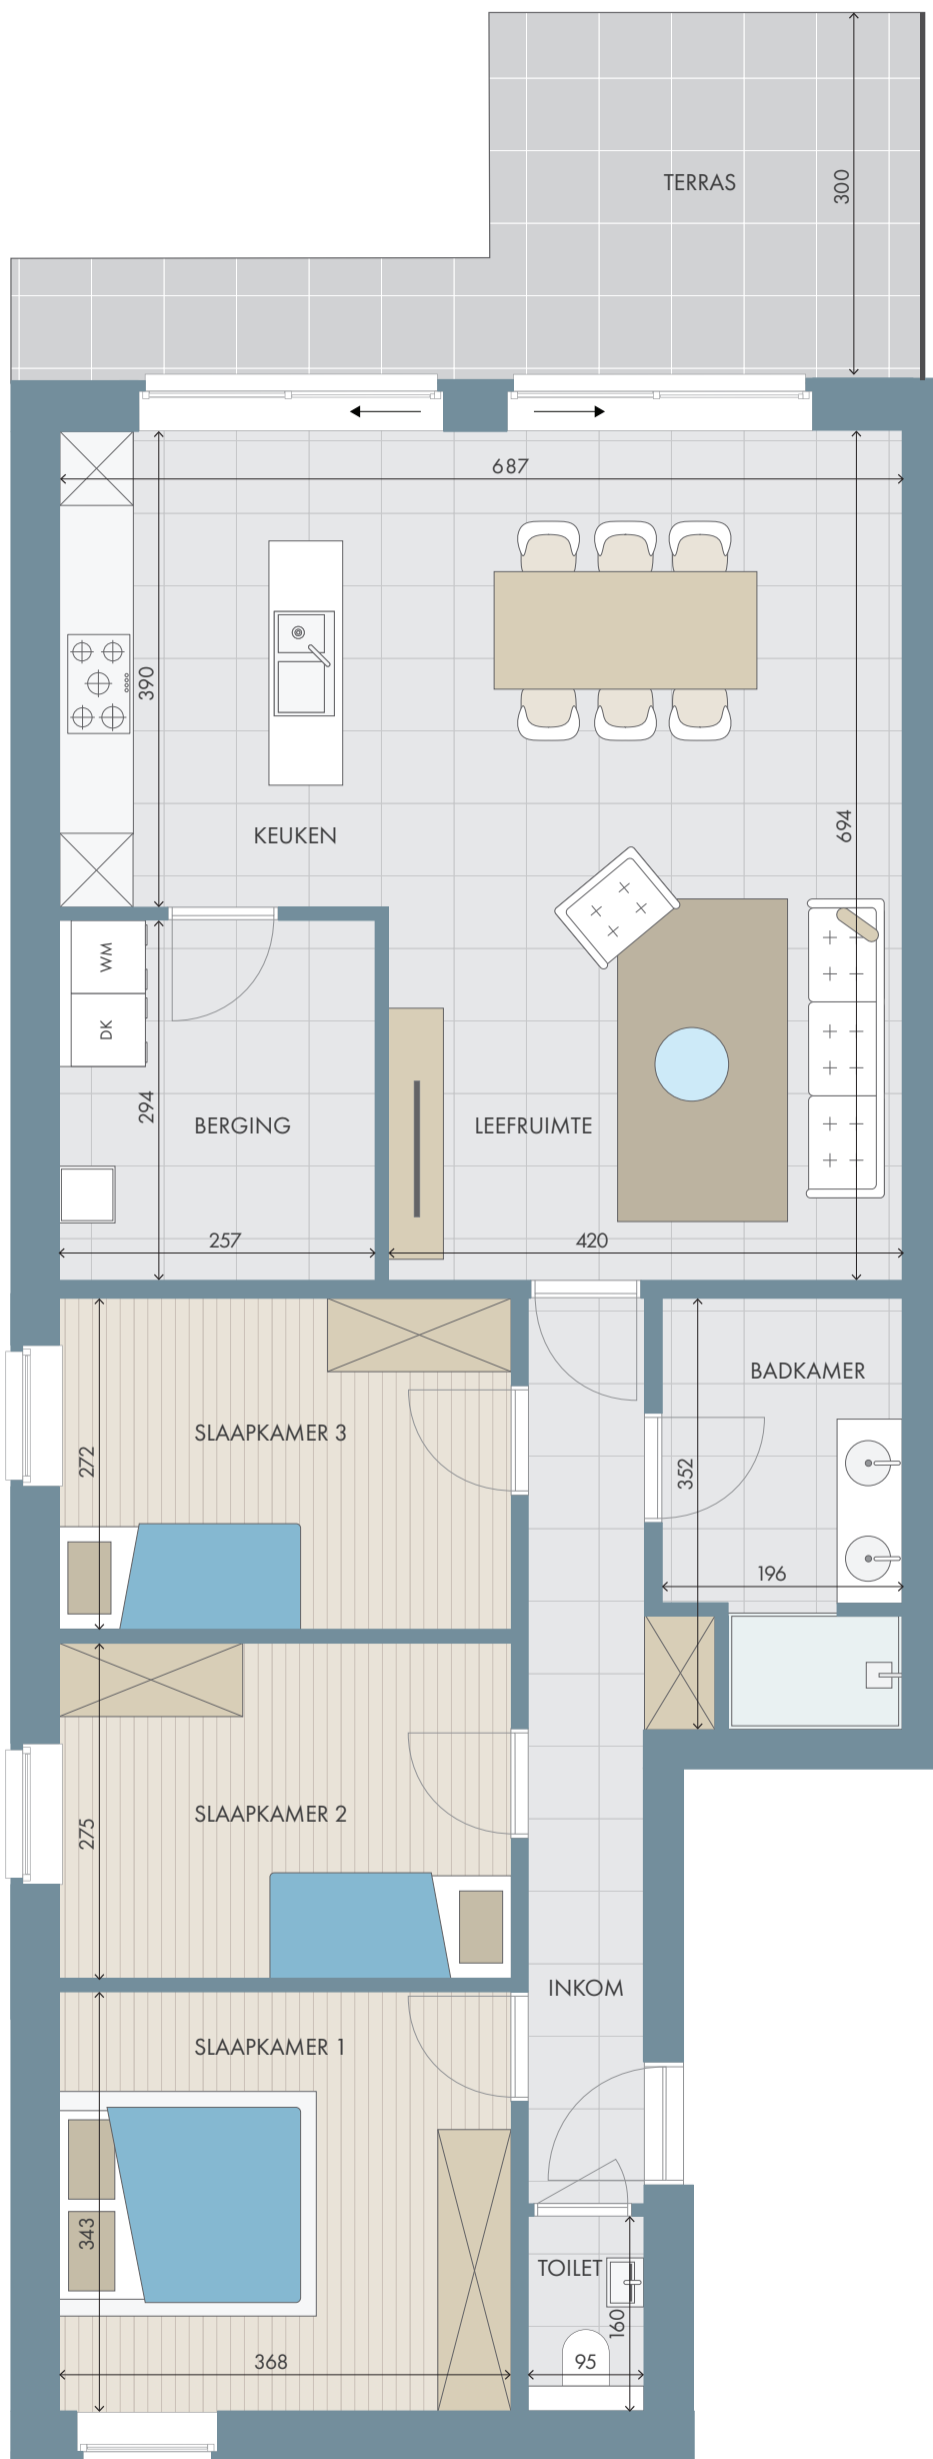 TERRAS
300
687
390
KEUKEN
694
WM
DK
294
BERGING
LEEFRUIMTE
257
420
BADKAMER
SLAAPKAMER 3
272
352
196
SLAAPKAMER 2
275
INKOM
SLAAPKAMER 1
343
TOILET
160
368
95